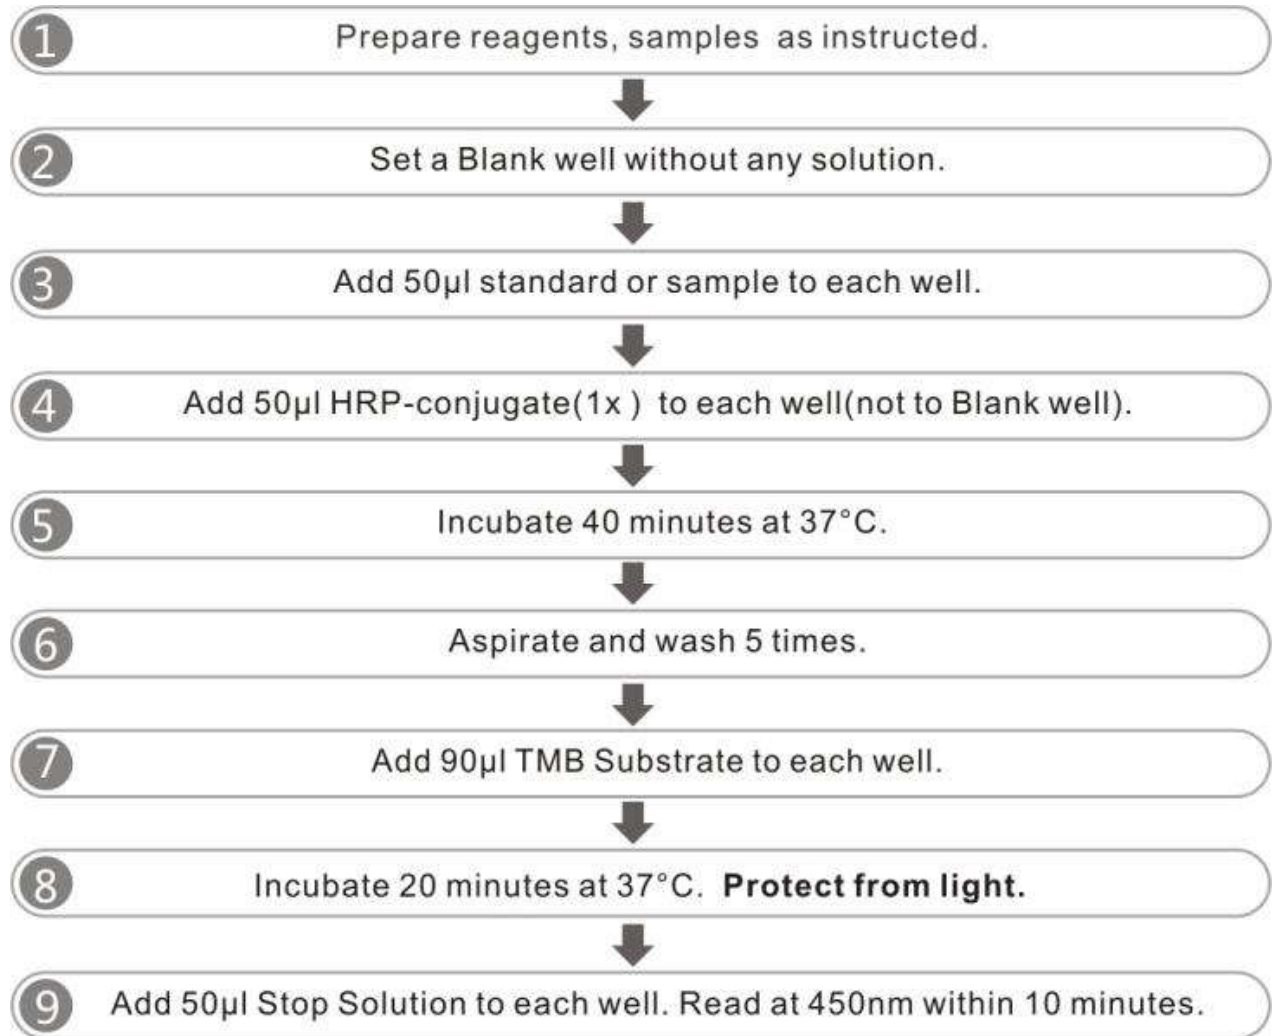 1 Prepare reagents, samples as instructed.
2 Set a Blank well without any solution.
3 Add 50µl standard or sample to each well.
4 Add 50µl HRP-conjugate(1x ) to each well(not to Blank well).
5 Incubate 40 minutes at 37°C.
6 Aspirate and wash 5 times.
7 Add 90µl TMB Substrate to each well.
8 Incubate 20 minutes at 37°C. Protect from light.
9 Add 50µl Stop Solution to each well. Read at 450nm within 10 minutes.